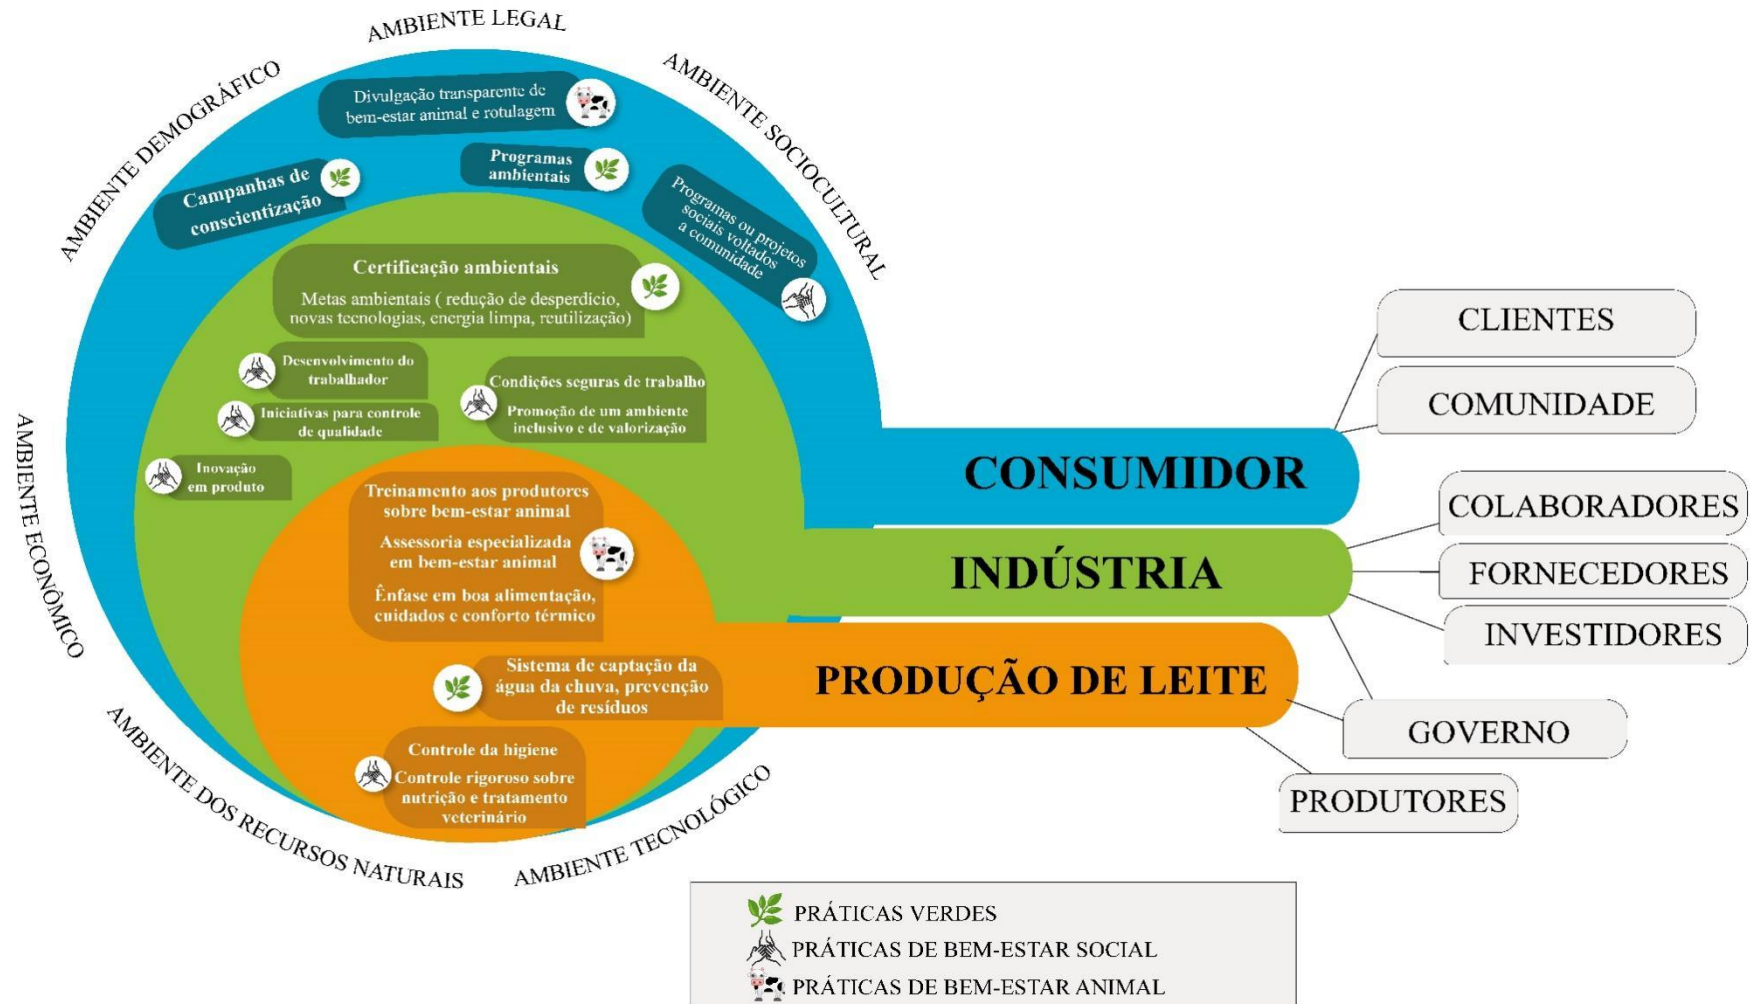 AMBIENTE LEGAL
AMBIENTE DEMOGRÁFICO
AMBIENTE SOCIOCULTURAL
AMBIENTE ECONÔMICO
AMBIENTE DOS RECURSOS NATURAIS
AMBIENTE TECNOLÓGICO
Divulgação transparente de
bem-estar animal e rotulagem
Programas
ambientais
Campanhas de
conscientização
Programas ou projetos
sociais voltados
a comunidade
Certificação ambientais
Metas ambientais ( redução de desperdício,
novas tecnologias, energia limpa, reutilização)
Desenvolvimento do
trabalhador
Iniciativas para controle
de qualidade
Condições seguras de trabalho
Promoção de um ambiente
inclusivo e de valorização
Inovação
em produto
Treinamento aos produtores
sobre bem-estar animal
Assessoria especializada
em bem-estar animal
Ênfase em boa alimentação,
cuidados e conforto térmico
Sistema de captação da
água da chuva, prevenção
de resíduos
Controle da higiene
Controle rigoroso sobre
nutrição e tratamento
veterinário
CONSUMIDOR
INDÚSTRIA
PRODUÇÃO DE LEITE
CLIENTES
COMUNIDADE
COLABORADORES
FORNECEDORES
INVESTIDORES
GOVERNO
PRODUTORES
PRÁTICAS VERDES
PRÁTICAS DE BEM-ESTAR SOCIAL
PRÁTICAS DE BEM-ESTAR ANIMAL